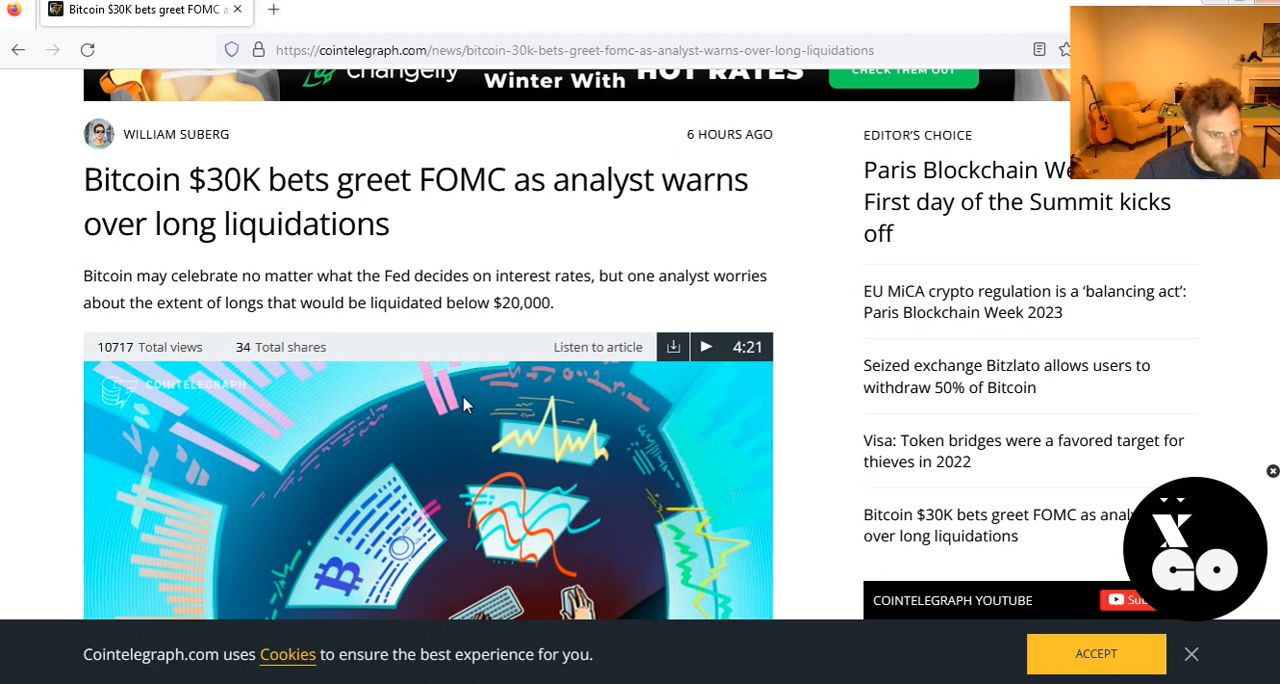 Bitcoin $30K bets greet FOMC a
https://cointelegraph.com/news/bitcoin-30k-bets-greet-fomc-as-analyst-warns-over-long-liquidations
changelly
Winter With HOT RATES
CHECK THEM OUT
WILLIAM SUBERG
6 HOURS AGO
Bitcoin $30K bets greet FOMC as analyst warns
over long liquidations
Bitcoin may celebrate no matter what the Fed decides on interest rates, but one analyst worries
about the extent of longs that would be liquidated below $20,000.
10717 Total views
34 Total shares
Listen to article
4:21
COINTELEGRAPH
EDITOR'S CHOICE
Paris Blockchain We
First day of the Summit kicks
off
EU MiCA crypto regulation is a ‘balancing act’:
Paris Blockchain Week 2023
Seized exchange Bitzlato allows users to
withdraw 50% of Bitcoin
Visa: Token bridges were a favored target for
thieves in 2022
Bitcoin $30K bets greet FOMC as anal
over long liquidations
X
GO
COINTELEGRAPH YOUTUBE
Su
Cointelegraph.com uses Cookies to ensure the best experience for you.
ACCEPT